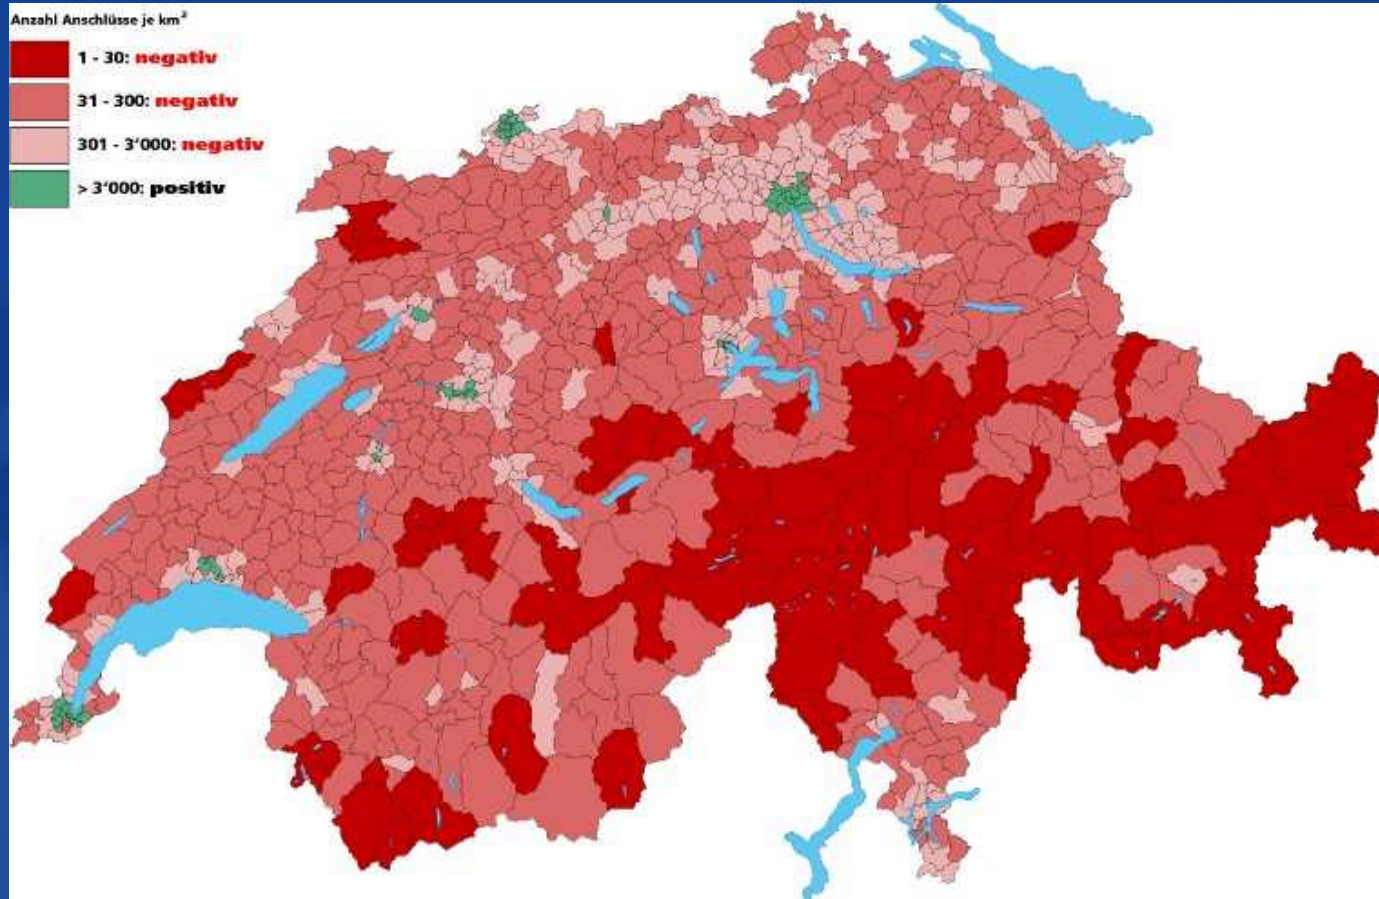 Anzahl Anschlüsse je km²
1 - 30: negativ
31 - 300: negativ
301 - 3'000: negativ
> 3'000: positiv